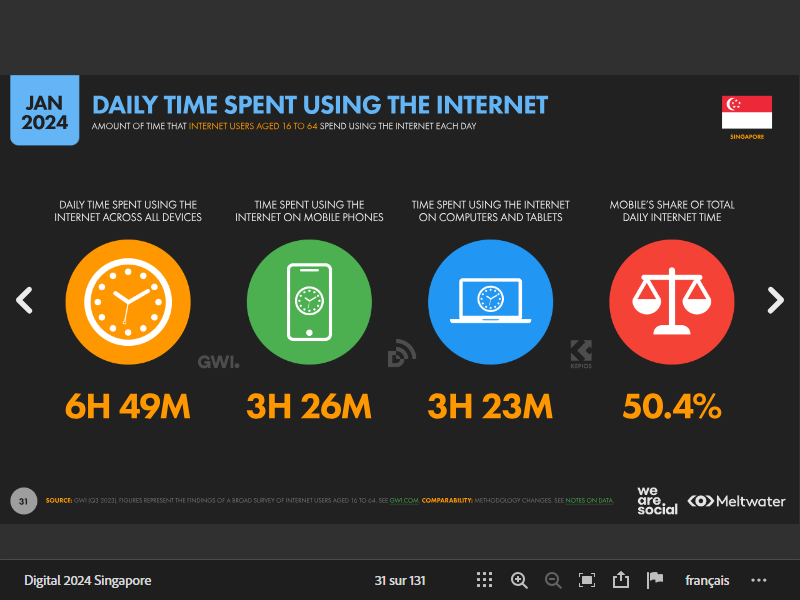 JAN
2024
DAILY TIME SPENT USING THE INTERNET
AMOUNT OF TIME THAT INTERNET USERS AGED 16 TO 64 SPEND USING THE INTERNET EACH DAY
SINGAPORE
DAILY TIME SPENT USING THE
INTERNET ACROSS ALL DEVICES
TIME SPENT USING THE
INTERNET ON MOBILE PHONES
TIME SPENT USING THE INTERNET
ON COMPUTERS AND TABLETS
MOBILE'S SHARE OF TOTAL
DAILY INTERNET TIME
GWI.
KEPIOS
6H 49M
3H 26M
3H 23M
50.4%
31
SOURCE: GWI (Q3 2023). FIGURES REPRESENT THE FINDINGS OF A BROAD SURVEY OF INTERNET USERS AGED 16 TO 64. SEE GWI.COM. COMPARABILITY: METHODOLOGY CHANGES. SEE NOTES ON DATA.
we
are
social
Meltwater
Digital 2024 Singapore
31 sur 131
français